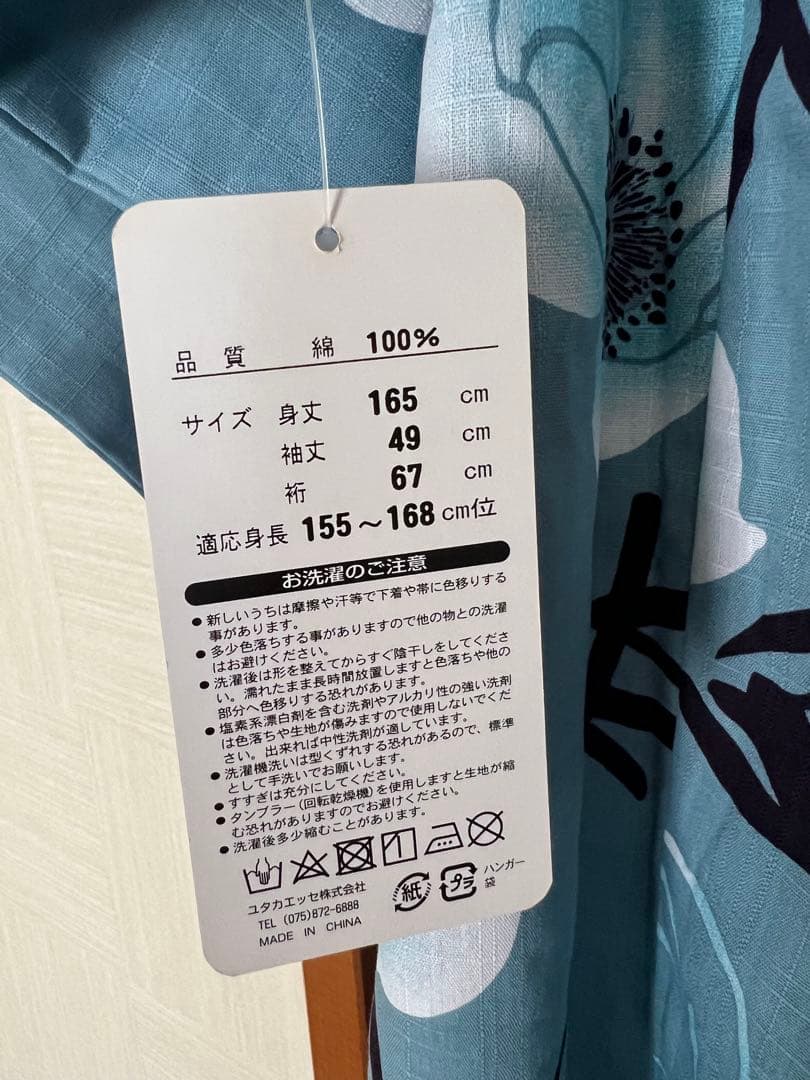 品質 綿 100%
サイズ 身丈 165 cm
袖丈 49 cm
裄 67 cm
適応身長 155～168cm位
お洗濯のご注意
●新しいうちは摩擦や汗等で下着や帯に色移りする
事があります。
●多少色落ちする事がありますので他の物との洗濯
はお避けください。
●洗濯後は形を整えてからすぐ陰干しをしてくださ
い。濡れたまま長時間放置しますと色落ちや他の
部分へ色移りする恐れがあります。
●塩素系漂白剤を含む洗剤やアルカリ性の強い洗剤
は色落ちや生地が傷みますので使用しないでくだ
さい。出来れば中性洗剤が適しています。
●洗濯機洗いは型くずれする恐れがあるので、標準
として手洗いでお願いします。
●すすぎは充分にしてください。
●タンブラー(回転乾燥機)を使用しますと生地が縮
む恐れがありますのでお避けください。
●洗濯後多少縮むことがあります。
ユタカエッセ株式会社
TEL (075)872-6888
MADE IN CHINA
紙
プラ
ハンガー
袋